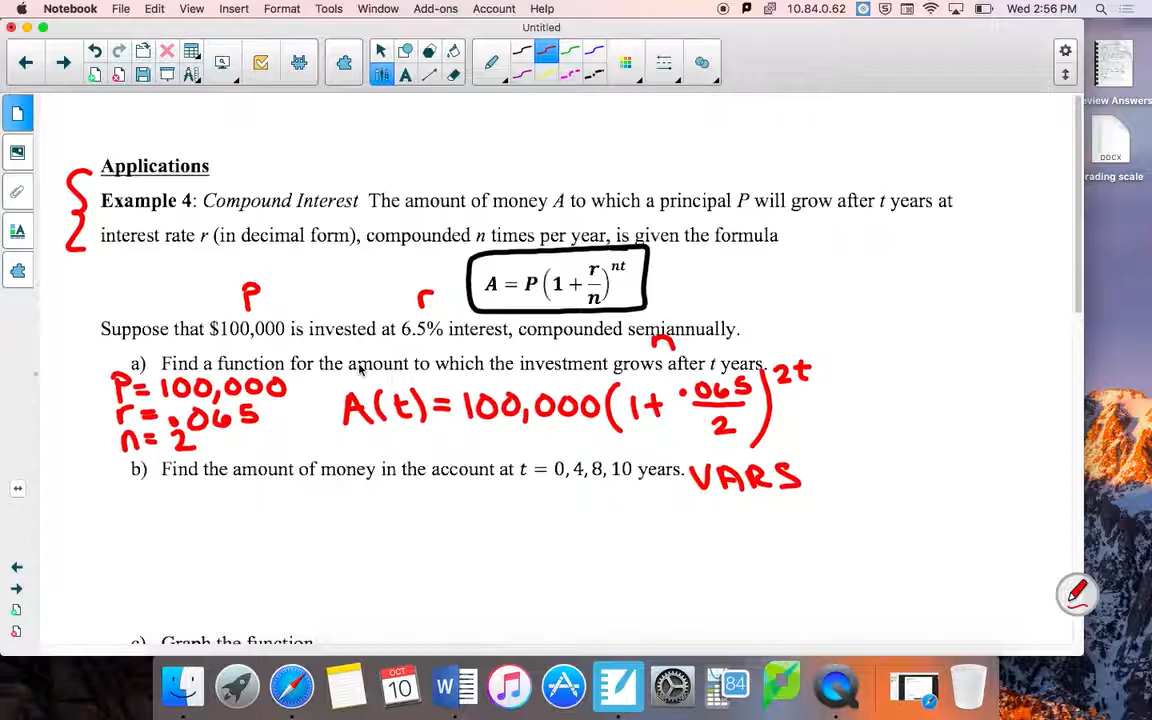 Notebook File Edit View Insert Format Tools Window Add-ons Account Help 10.84.0.62 Wed 2:56 PM
Untitled
view Answers
DOCX
rading scale
Applications
Example 4: Compound Interest The amount of money A to which a principal P will grow after t years at
interest rate r (in decimal form), compounded n times per year, is given the formula
A = P(1 + r/n)^nt
P r
Suppose that $100,000 is invested at 6.5% interest, compounded semiannually.
n
a) Find a function for the amount to which the investment grows after t years.
P = 100,000
r = .065
n = 2
A(t) = 100,000(1 + .065/2)^2t
b) Find the amount of money in the account at t = 0, 4, 8, 10 years. VARS
c) Graph the function
OCT
10
W
84